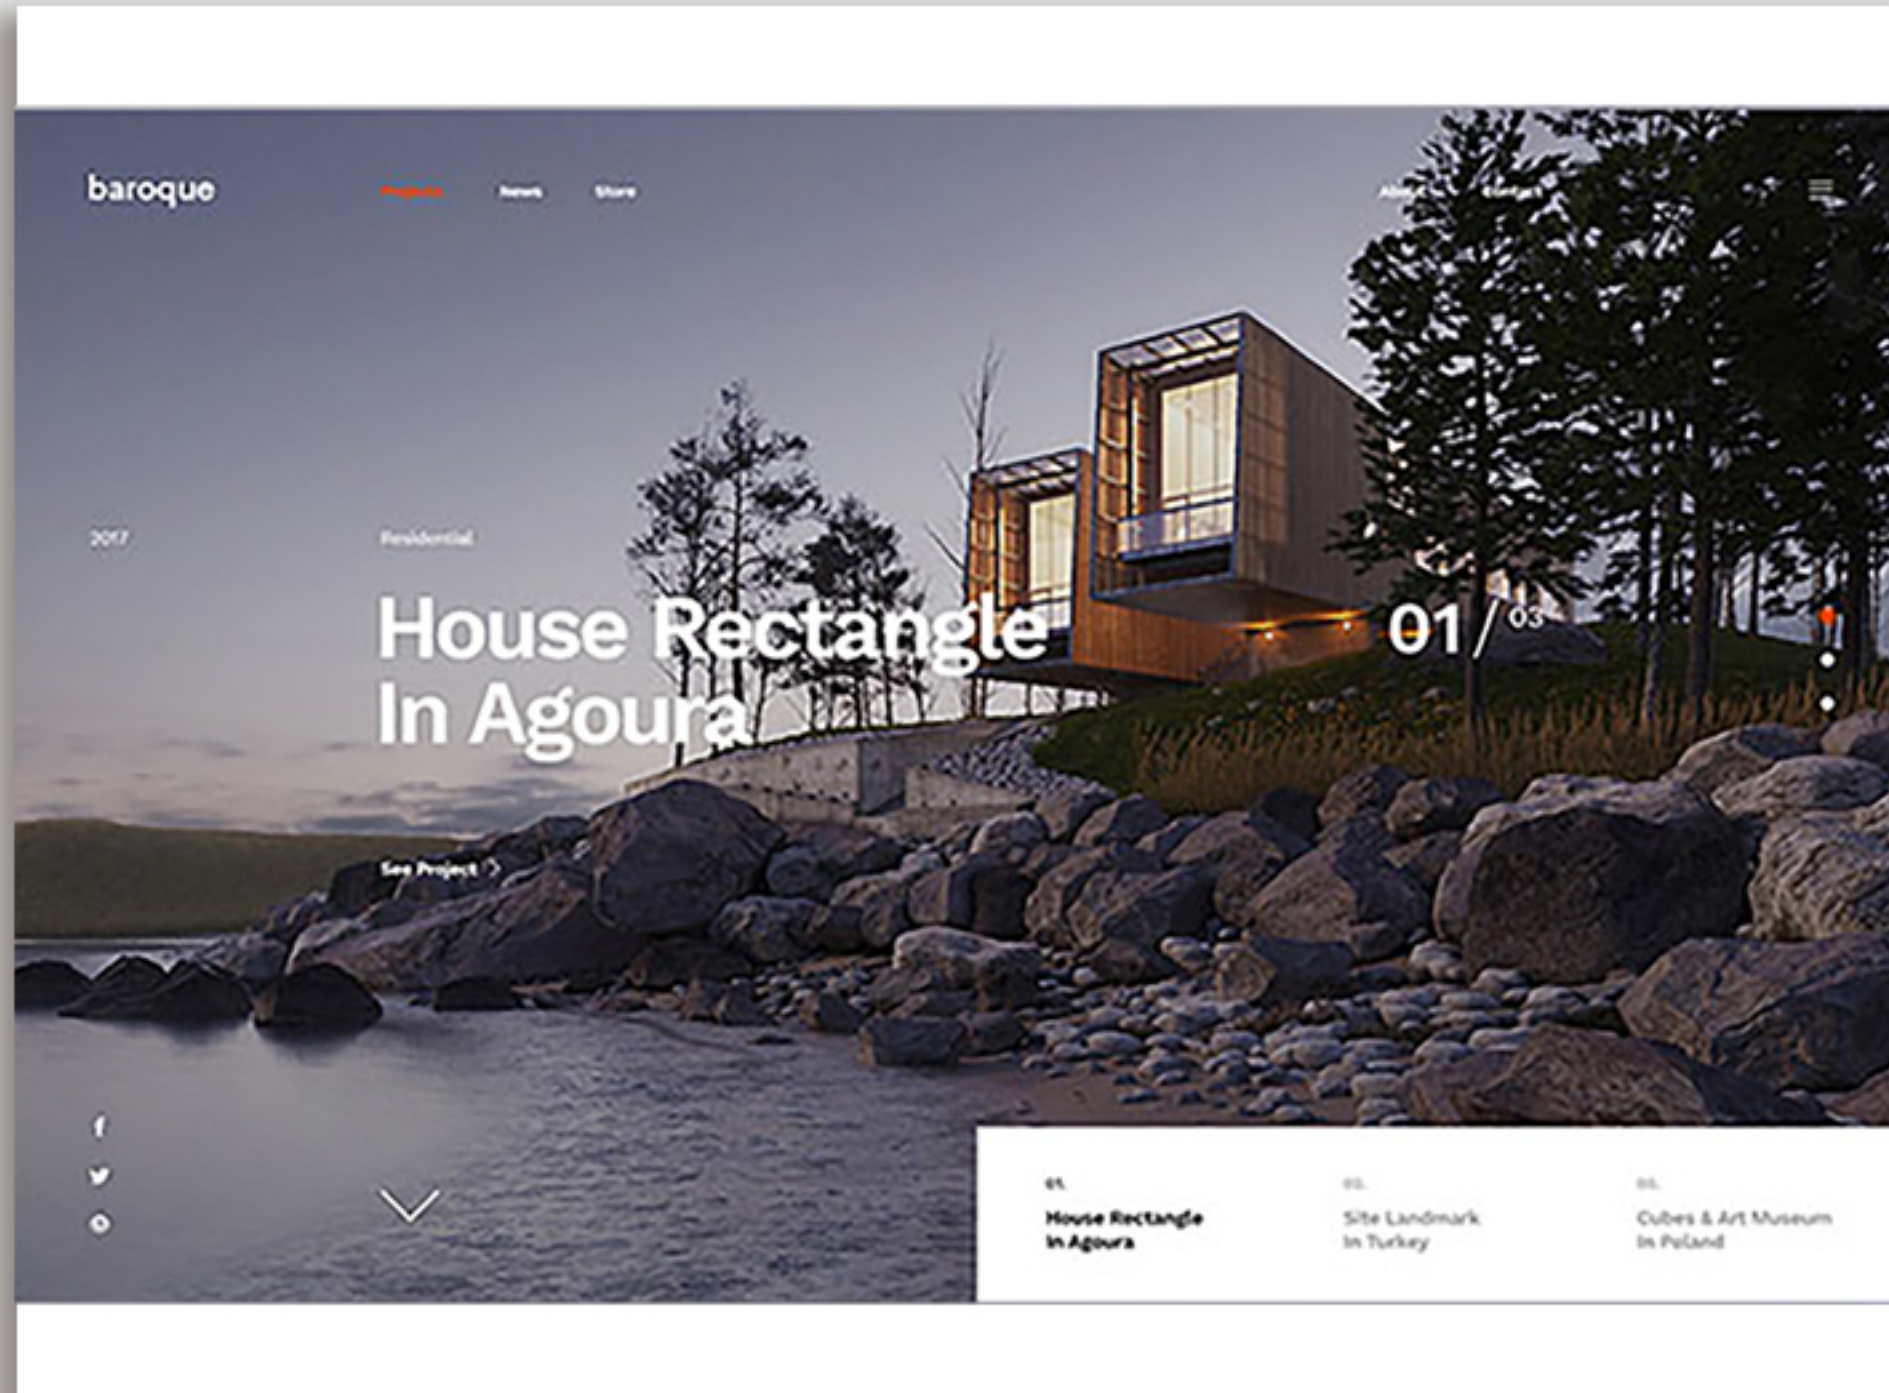 baroque
Projects News Store About Contact
2017
Residential
House Rectangle
In Agoura
01 / 03
See Project
01.
House Rectangle
In Agoura
02.
Site Landmark
In Turkey
03.
Cubes & Art Museum
In Poland